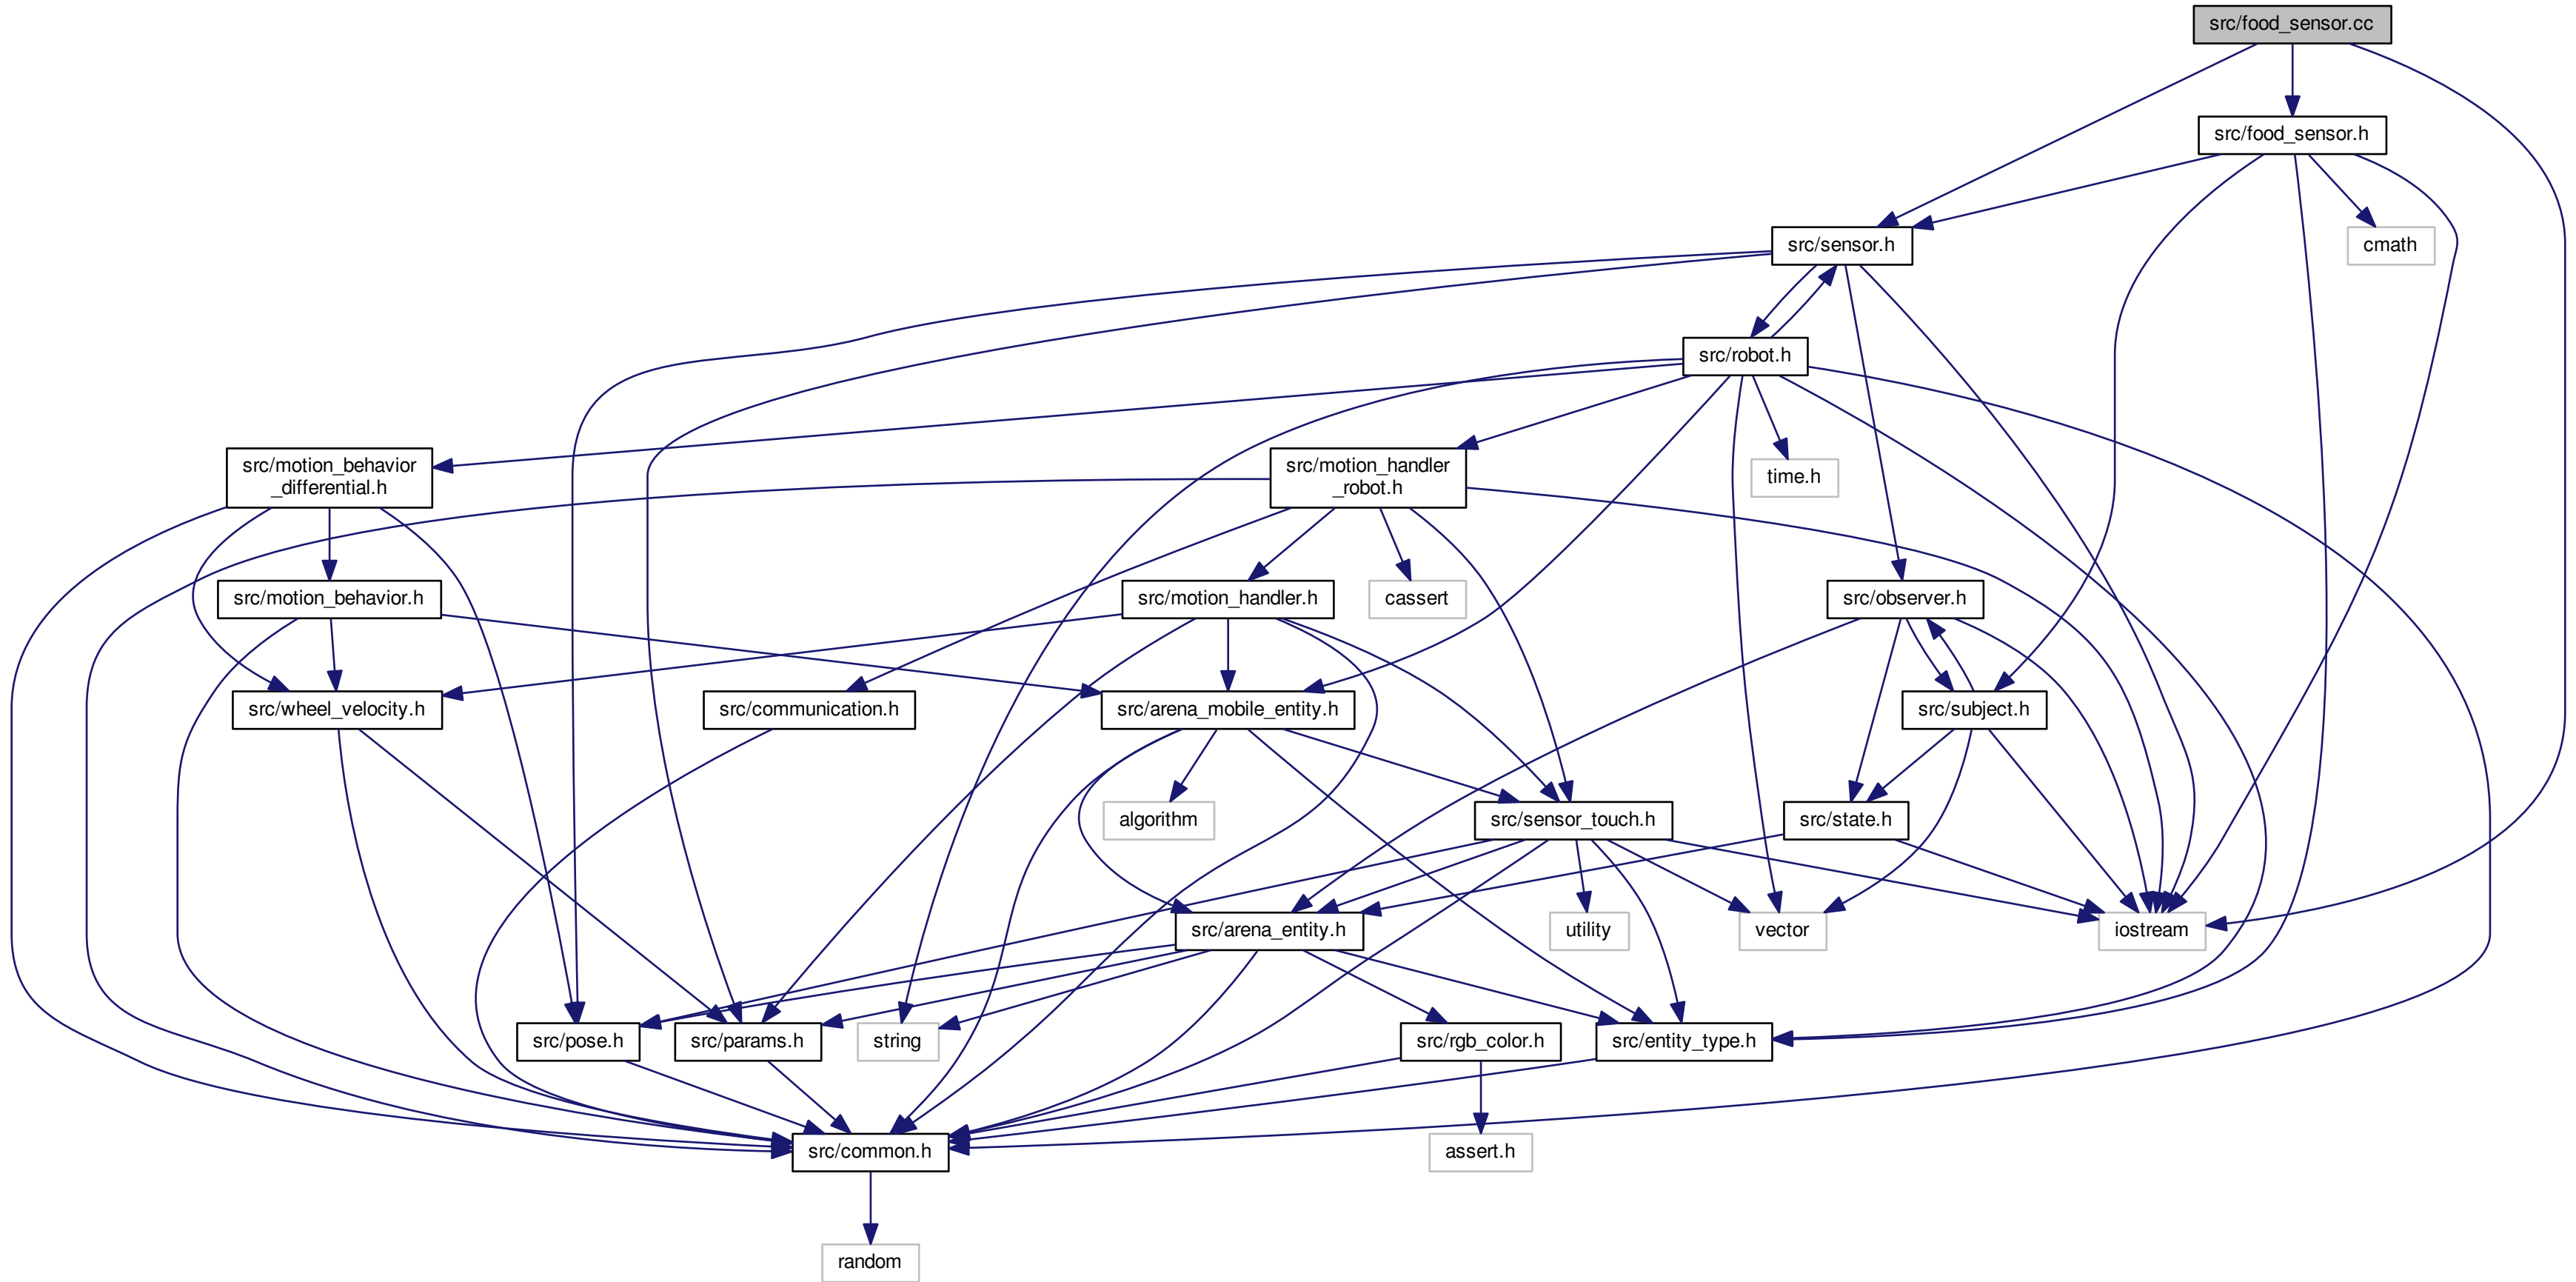 src/food_sensor.cc
src/food_sensor.h
src/sensor.h
cmath
src/robot.h
src/motion_behavior
_differential.h
src/motion_handler
_robot.h
time.h
src/motion_behavior.h
src/motion_handler.h
cassert
src/observer.h
src/wheel_velocity.h
src/communication.h
src/arena_mobile_entity.h
src/subject.h
algorithm
src/sensor_touch.h
src/state.h
src/arena_entity.h
utility
vector
iostream
src/pose.h
src/params.h
string
src/rgb_color.h
src/entity_type.h
src/common.h
assert.h
random